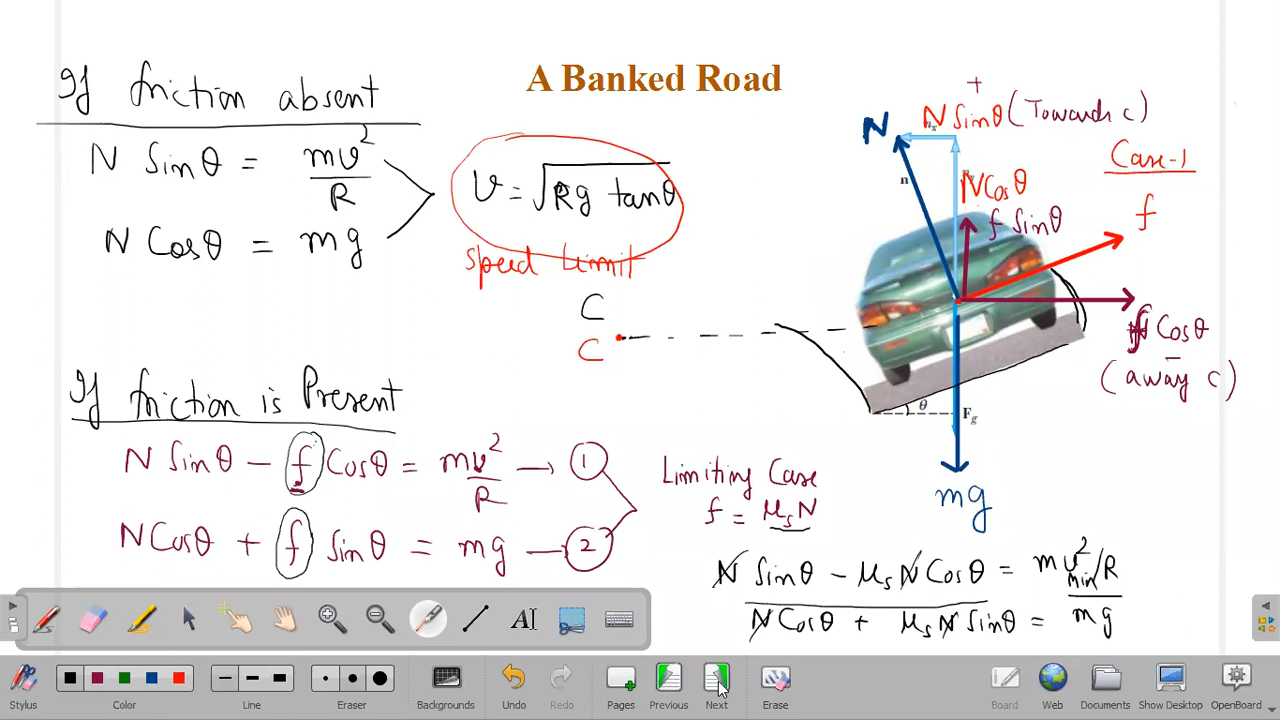 A Banked Road
If friction absent
N Sinθ = mv²/R
N Cosθ = mg
v = √Rg tanθ
Speed Limit
C
C
If friction is Present
N Sinθ − f Cosθ = mv²/R → 1
N Cosθ + f Sinθ = mg — 2
Limiting Case
f = μsN
N Sinθ − μs N Cosθ = m v²min/R
N Cosθ + μs N Sinθ = mg
+
N Sinθ (Towards C)
N
n
N Cosθ
f Sinθ
Case-1
f
f Cosθ
−
(away C)
θ
Fg
mg
Stylus
Color
Line
Eraser
Backgrounds
Undo
Redo
Pages
Previous
Next
Erase
Board
Web
Documents
Show Desktop
OpenBoard